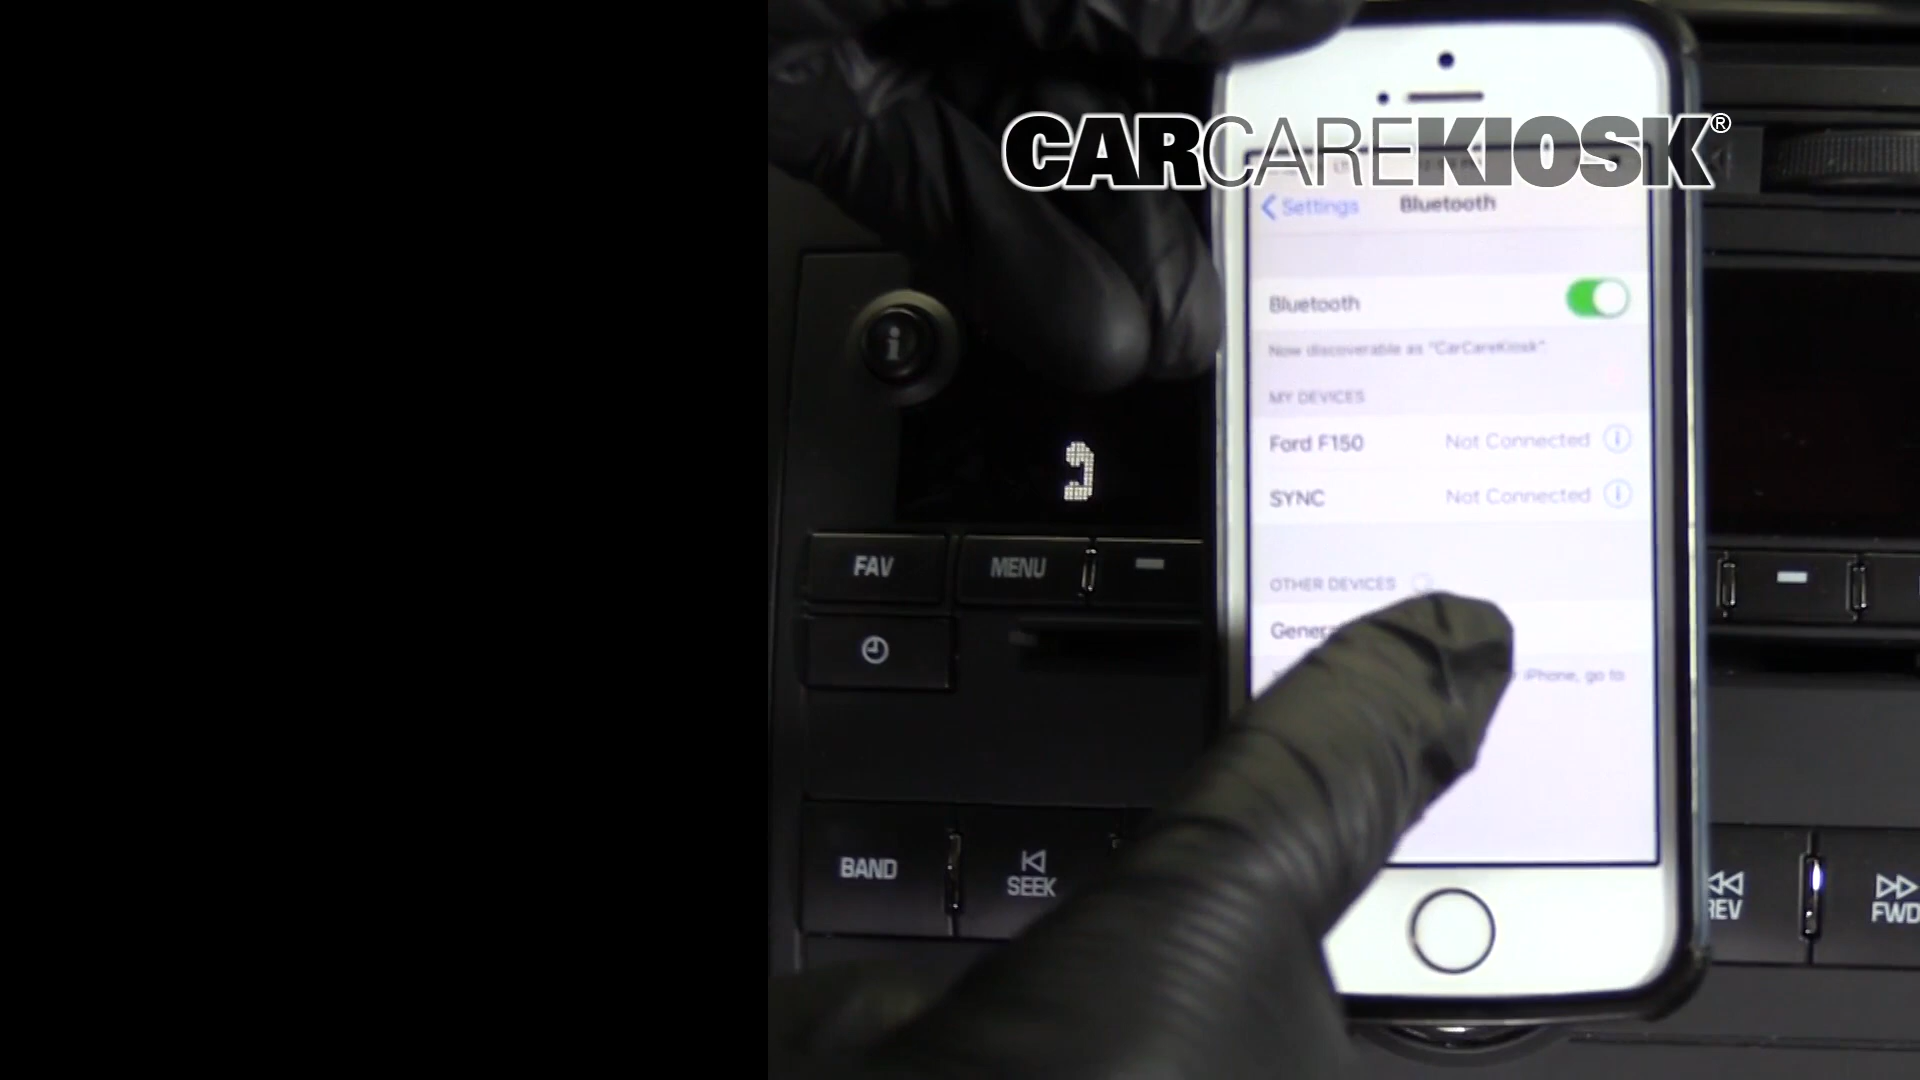 CARCAREKIOSK®
Settings Bluetooth
Bluetooth
Now discoverable as "CarCareKiosk".
MY DEVICES
Ford F150 Not Connected
SYNC Not Connected
OTHER DEVICES
iPhone, go to
FAV
MENU
BAND
SEEK
REV
FWD